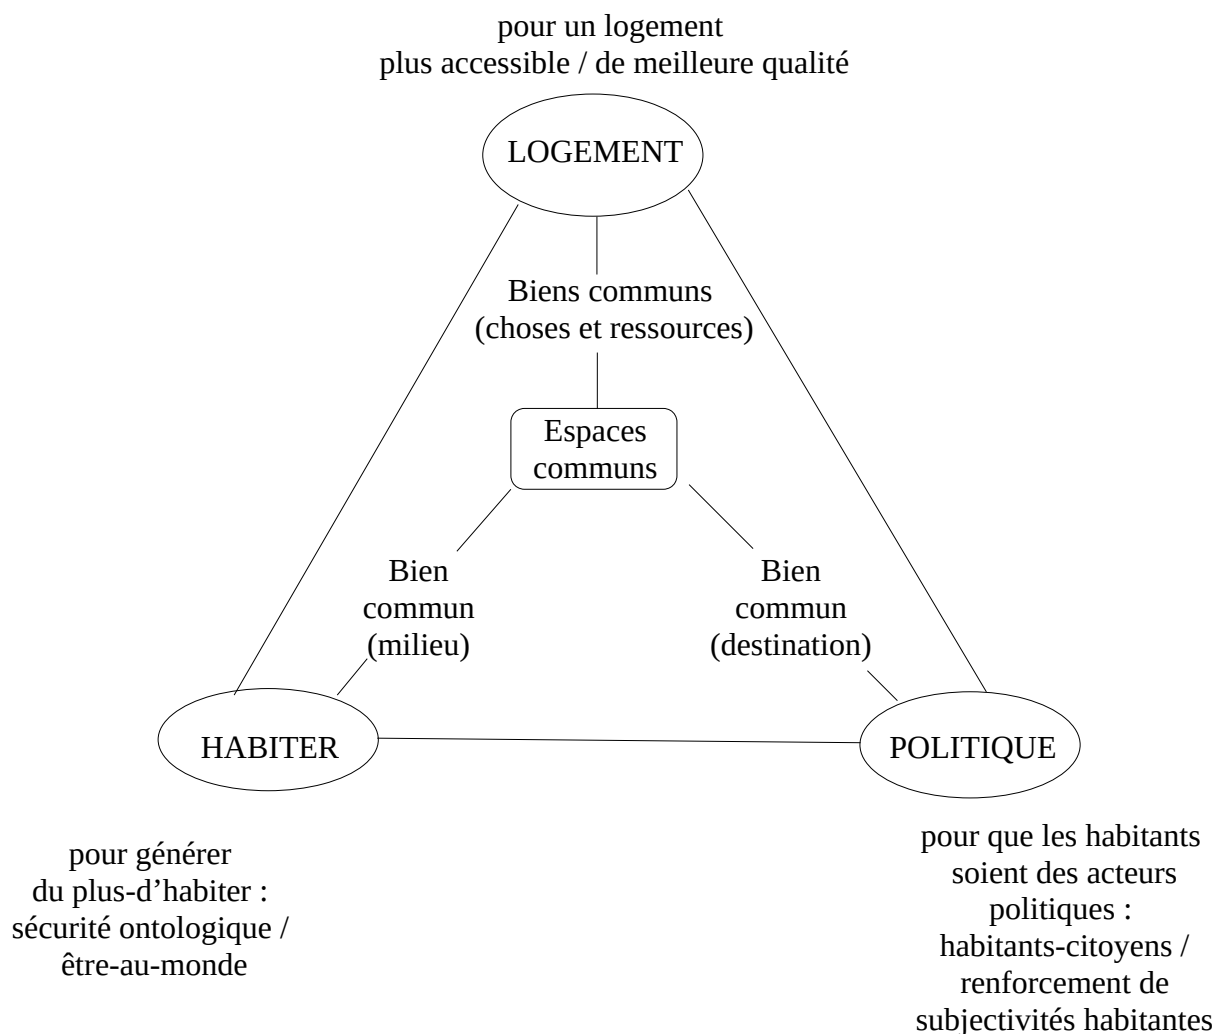 pour un logement
plus accessible / de meilleure qualité
LOGEMENT
Biens communs
(choses et ressources)
Espaces
communs
Bien
commun
(milieu)
Bien
commun
(destination)
HABITER
POLITIQUE
pour générer
du plus-d’habiter :
sécurité ontologique /
être-au-monde
pour que les habitants
soient des acteurs
politiques :
habitants-citoyens /
renforcement de
subjectivités habitantes